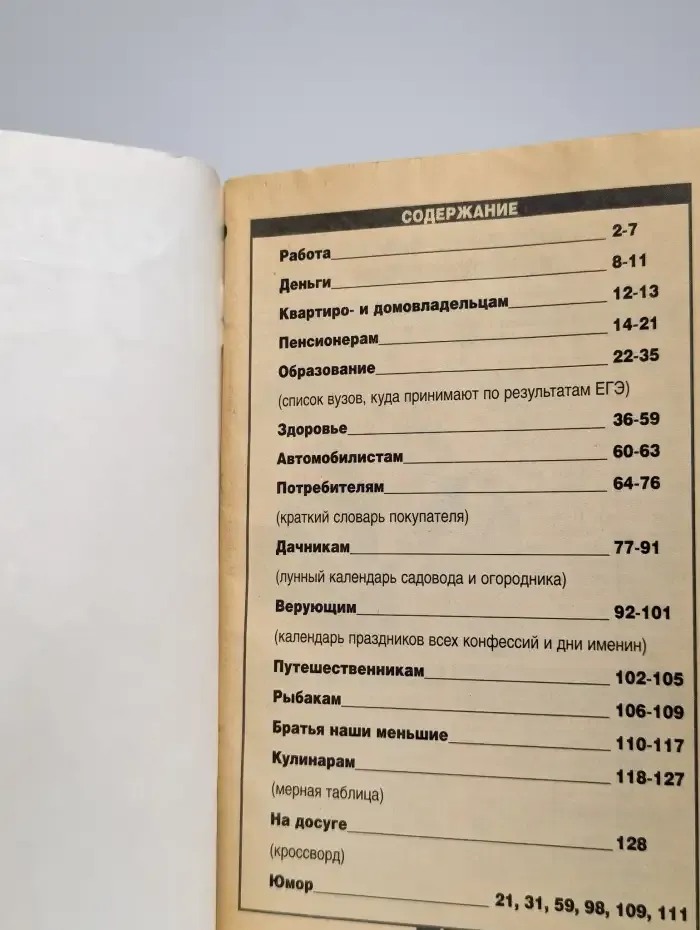 СОДЕРЖАНИЕ
Работа 2-7
Деньги 8-11
Квартиро- и домовладельцам 12-13
Пенсионерам 14-21
Образование 22-35
(список вузов, куда принимают по результатам ЕГЭ)
Здоровье 36-59
Автомобилистам 60-63
Потребителям 64-76
(краткий словарь покупателя)
Дачникам 77-91
(лунный календарь садовода и огородника)
Верующим 92-101
(календарь праздников всех конфессий и дни именин)
Путешественникам 102-105
Рыбакам 106-109
Братья наши меньшие 110-117
Кулинарам 118-127
(мерная таблица)
На досуге 128
(кроссворд)
Юмор 21, 31, 59, 98, 109, 111